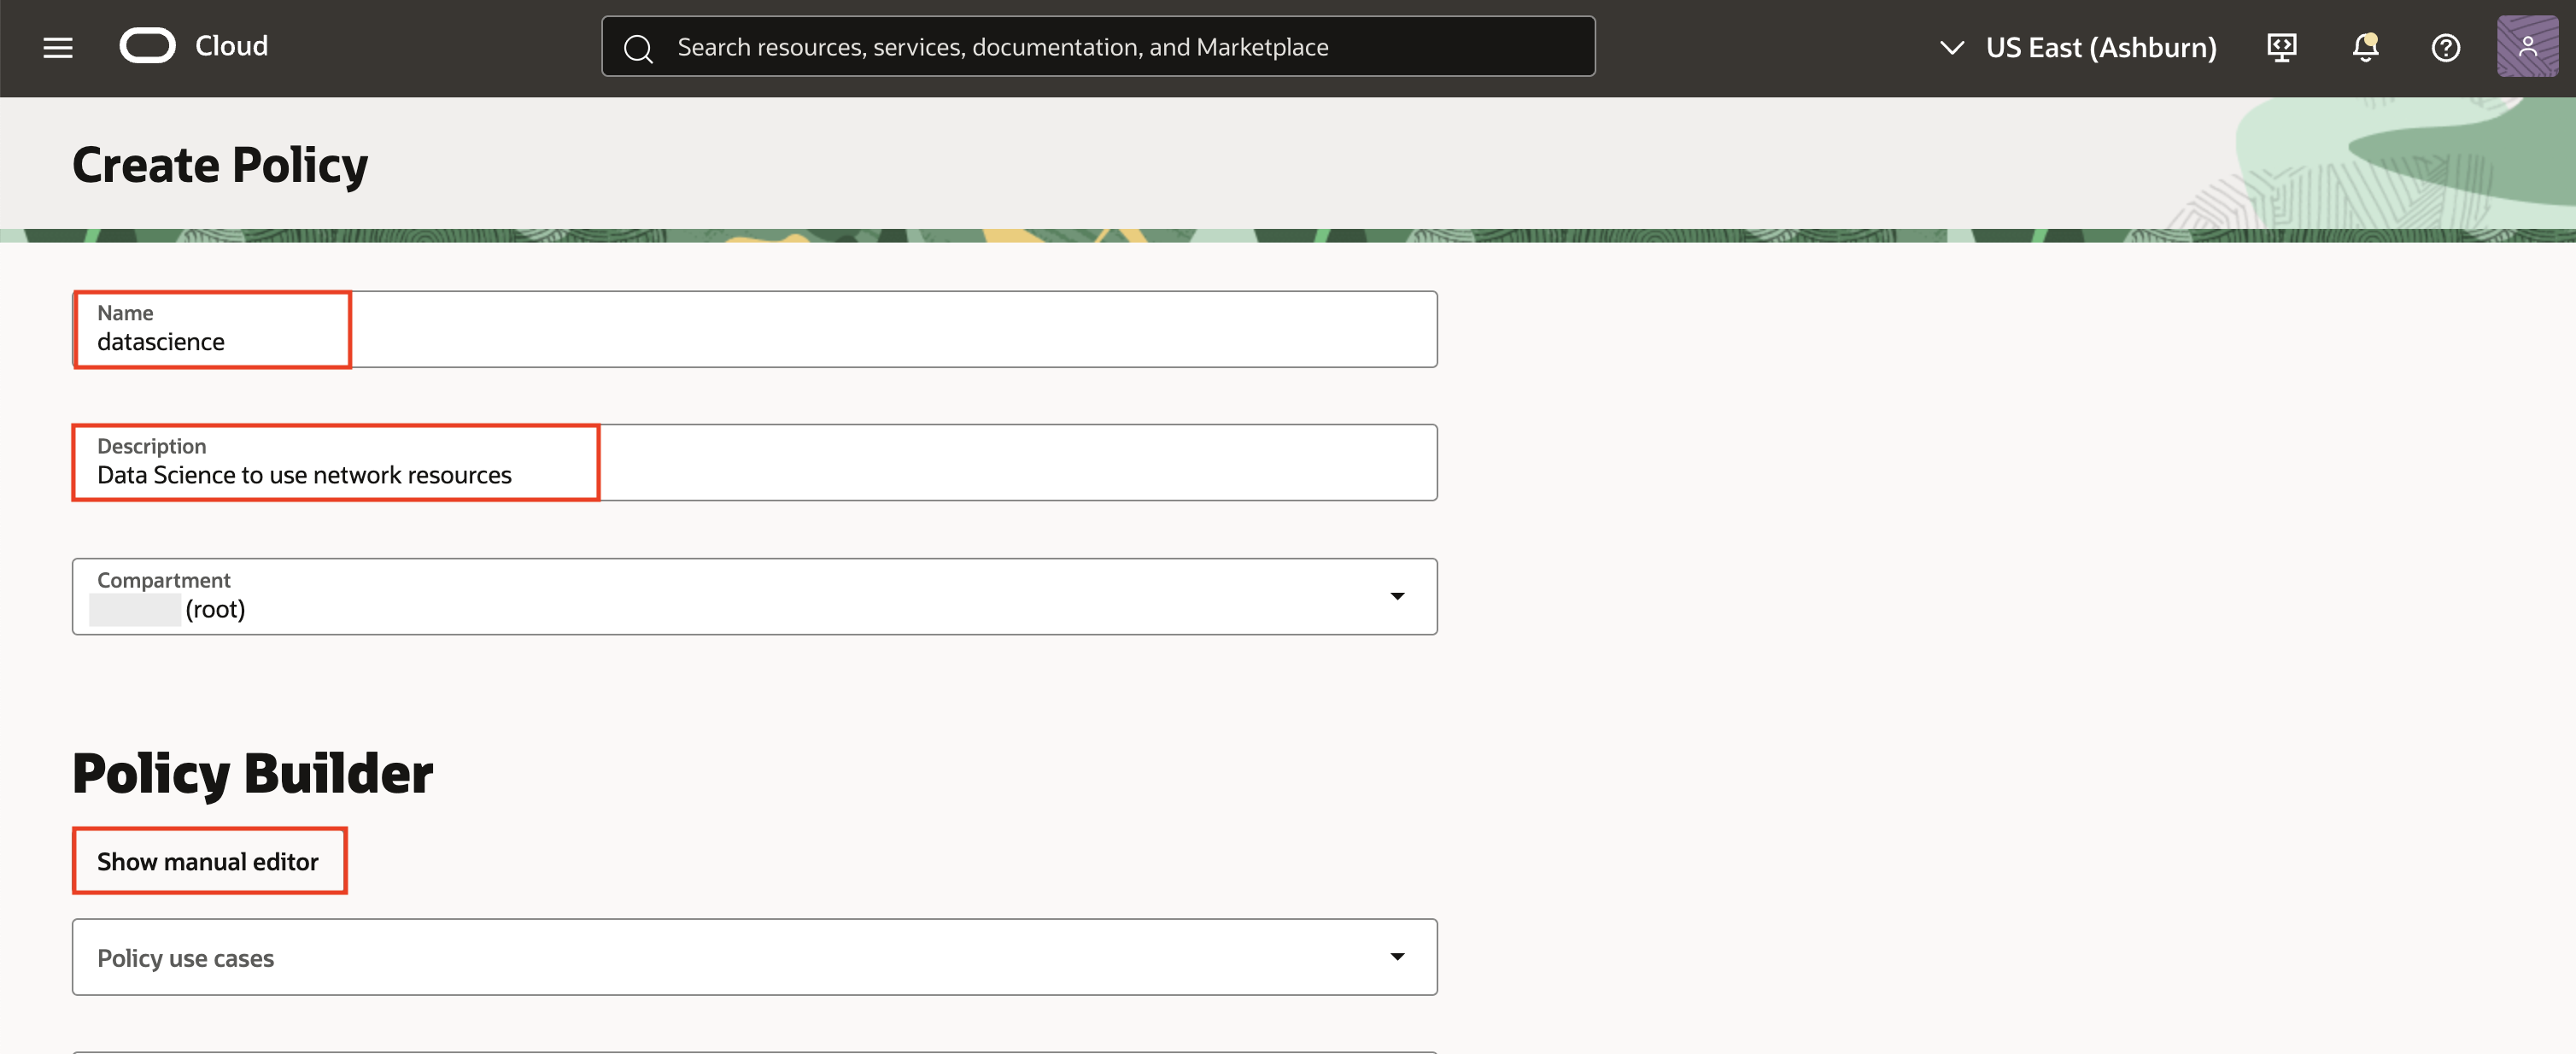 Cloud
Search resources, services, documentation, and Marketplace
US East (Ashburn)
Create Policy
Name
datascience
Description
Data Science to use network resources
Compartment
(root)
Policy Builder
Show manual editor
Policy use cases